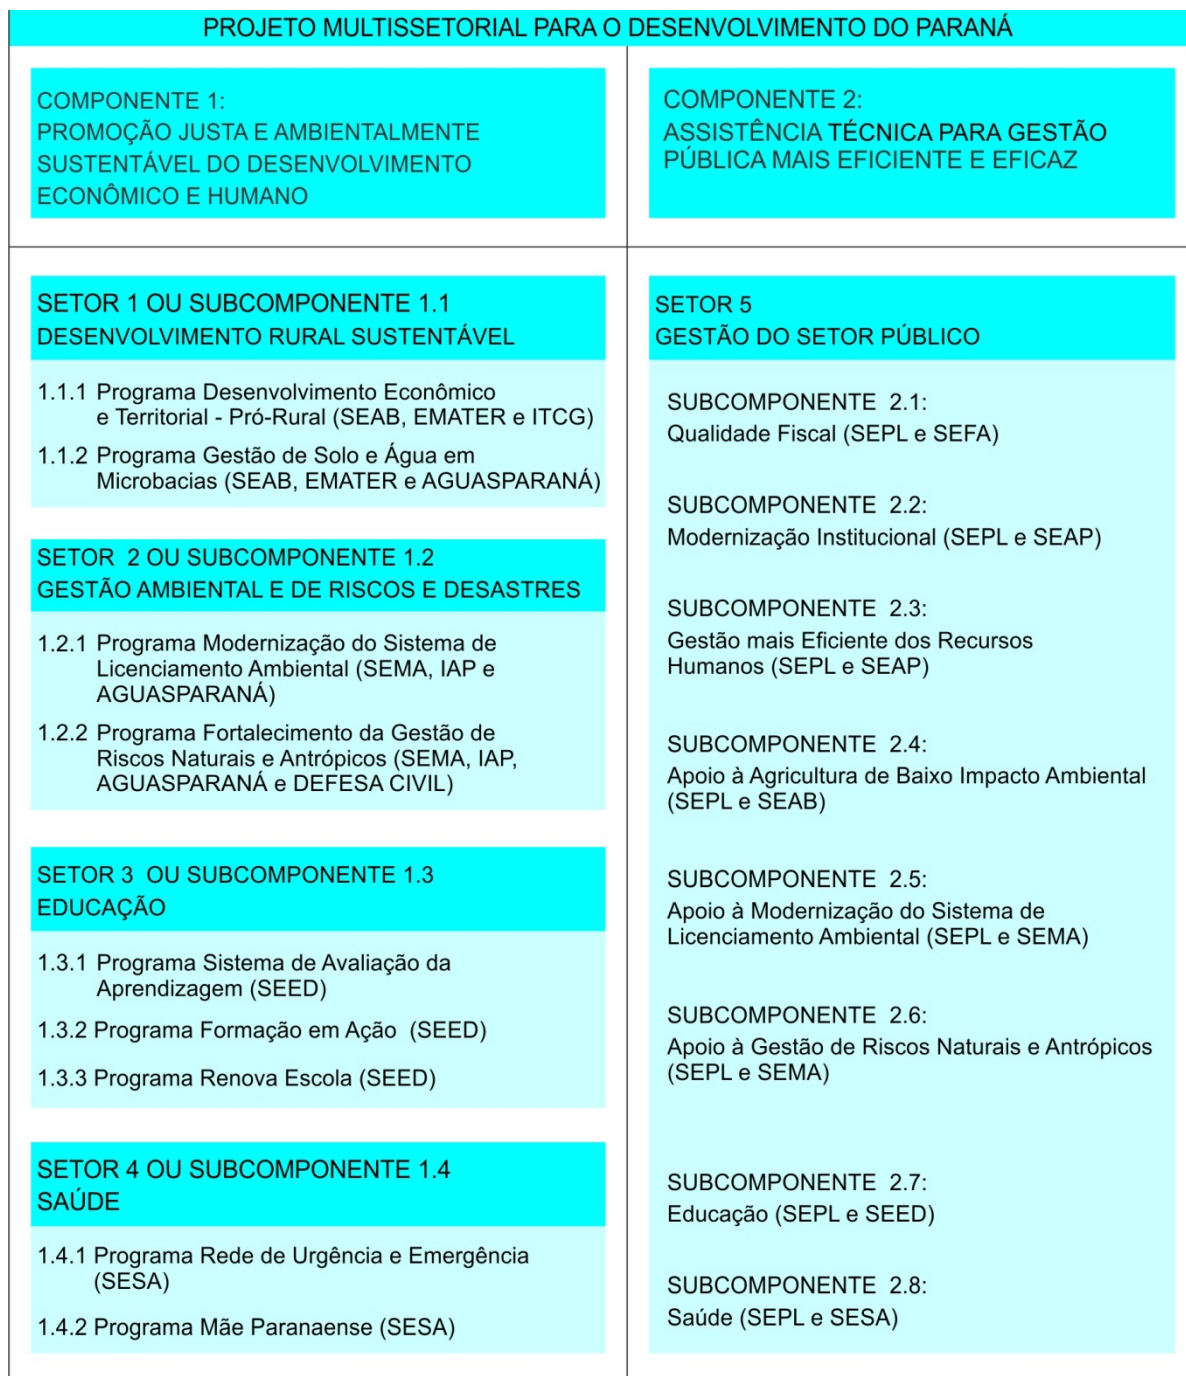 PROJETO MULTISSETORIAL PARA O DESENVOLVIMENTO DO PARANÁ
COMPONENTE 1:
PROMOÇÃO JUSTA E AMBIENTALMENTE
SUSTENTÁVEL DO DESENVOLVIMENTO
ECONÔMICO E HUMANO
SETOR 1 OU SUBCOMPONENTE 1.1
DESENVOLVIMENTO RURAL SUSTENTÁVEL
1.1.1 Programa Desenvolvimento Econômico
e Territorial - Pró-Rural (SEAB, EMATER e ITCG)
1.1.2 Programa Gestão de Solo e Água em
Microbacias (SEAB, EMATER e AGUASPARANÁ)
SETOR 2 OU SUBCOMPONENTE 1.2
GESTÃO AMBIENTAL E DE RISCOS E DESASTRES
1.2.1 Programa Modernização do Sistema de
Licenciamento Ambiental (SEMA, IAP e
AGUASPARANÁ)
1.2.2 Programa Fortalecimento da Gestão de
Riscos Naturais e Antrópicos (SEMA, IAP,
AGUASPARANÁ e DEFESA CIVIL)
SETOR 3 OU SUBCOMPONENTE 1.3
EDUCAÇÃO
1.3.1 Programa Sistema de Avaliação da
Aprendizagem (SEED)
1.3.2 Programa Formação em Ação (SEED)
1.3.3 Programa Renova Escola (SEED)
SETOR 4 OU SUBCOMPONENTE 1.4
SAÚDE
1.4.1 Programa Rede de Urgência e Emergência
(SESA)
1.4.2 Programa Mãe Paranaense (SESA)
COMPONENTE 2:
ASSISTÊNCIA TÉCNICA PARA GESTÃO
PÚBLICA MAIS EFICIENTE E EFICAZ
SETOR 5
GESTÃO DO SETOR PÚBLICO
SUBCOMPONENTE 2.1:
Qualidade Fiscal (SEPL e SEFA)
SUBCOMPONENTE 2.2:
Modernização Institucional (SEPL e SEAP)
SUBCOMPONENTE 2.3:
Gestão mais Eficiente dos Recursos
Humanos (SEPL e SEAP)
SUBCOMPONENTE 2.4:
Apoio à Agricultura de Baixo Impacto Ambiental
(SEPL e SEAB)
SUBCOMPONENTE 2.5:
Apoio à Modernização do Sistema de
Licenciamento Ambiental (SEPL e SEMA)
SUBCOMPONENTE 2.6:
Apoio à Gestão de Riscos Naturais e Antrópicos
(SEPL e SEMA)
SUBCOMPONENTE 2.7:
Educação (SEPL e SEED)
SUBCOMPONENTE 2.8:
Saúde (SEPL e SESA)